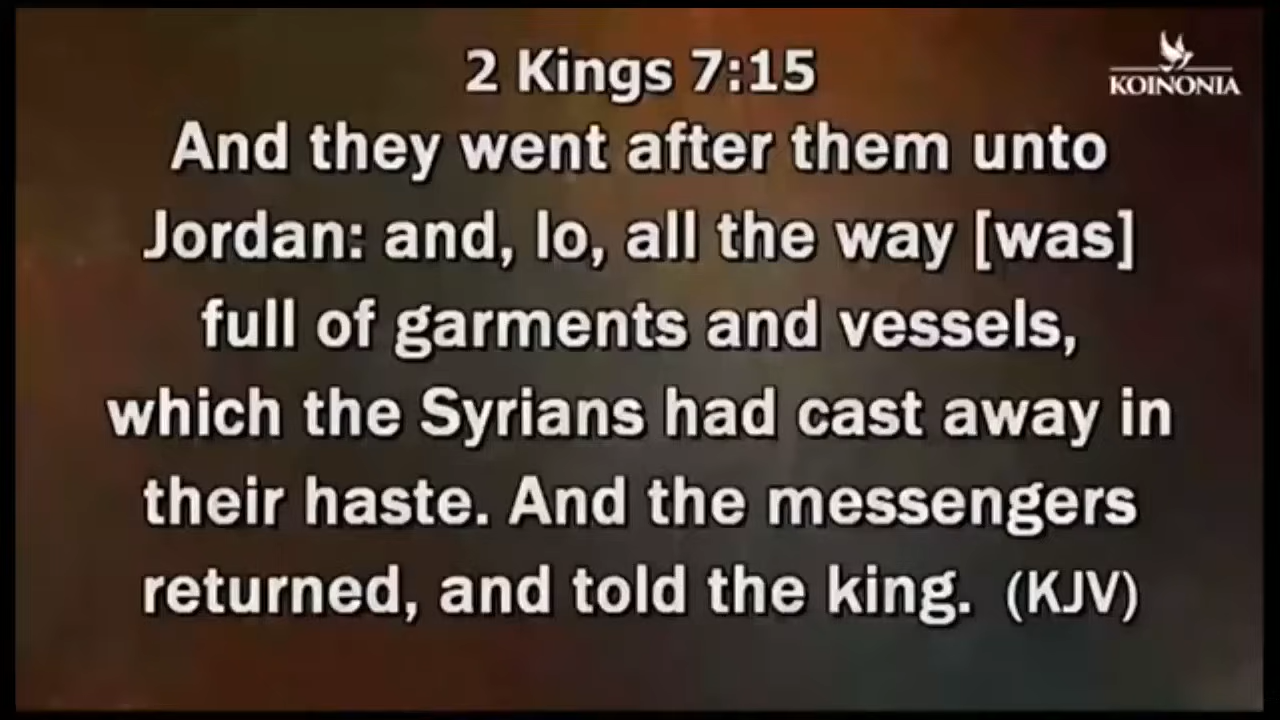 2 Kings 7:15
KOINONIA
And they went after them unto
Jordan: and, lo, all the way [was]
full of garments and vessels,
which the Syrians had cast away in
their haste. And the messengers
returned, and told the king. (KJV)